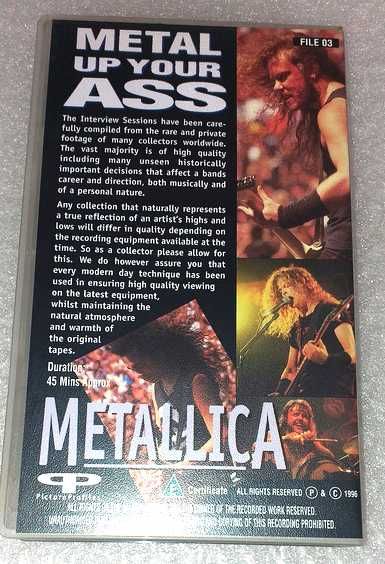 METAL
UP YOUR
ASS
FILE 03
The Interview Sessions have been care-
fully compiled from the rare and private
footage of many collectors worldwide.
The vast majority is of high quality
including many unseen historically
important decisions that affect a bands
career and direction, both musically and
of a personal nature.
Any collection that naturally represents
a true reflection of an artist's highs and
lows will differ in quality depending on
the recording equipment available at the
time. So as a collector please allow for
this. We do however assure you that
every modern day technique has been
used in ensuring high quality viewing
on the latest equipment,
whilst maintaining the
natural atmosphere
and warmth of
the original
tapes.
Duration:
45 Mins Approx
METALLICA
PictureProfile
E Certificate ALL RIGHTS RESERVED Ⓟ & © 1996
ALL RIGHTS OF THE OWNER OF THE RECORDED WORK RESERVED.
UNAUTHORISED COPYING OF THIS RECORDING PROHIBITED.